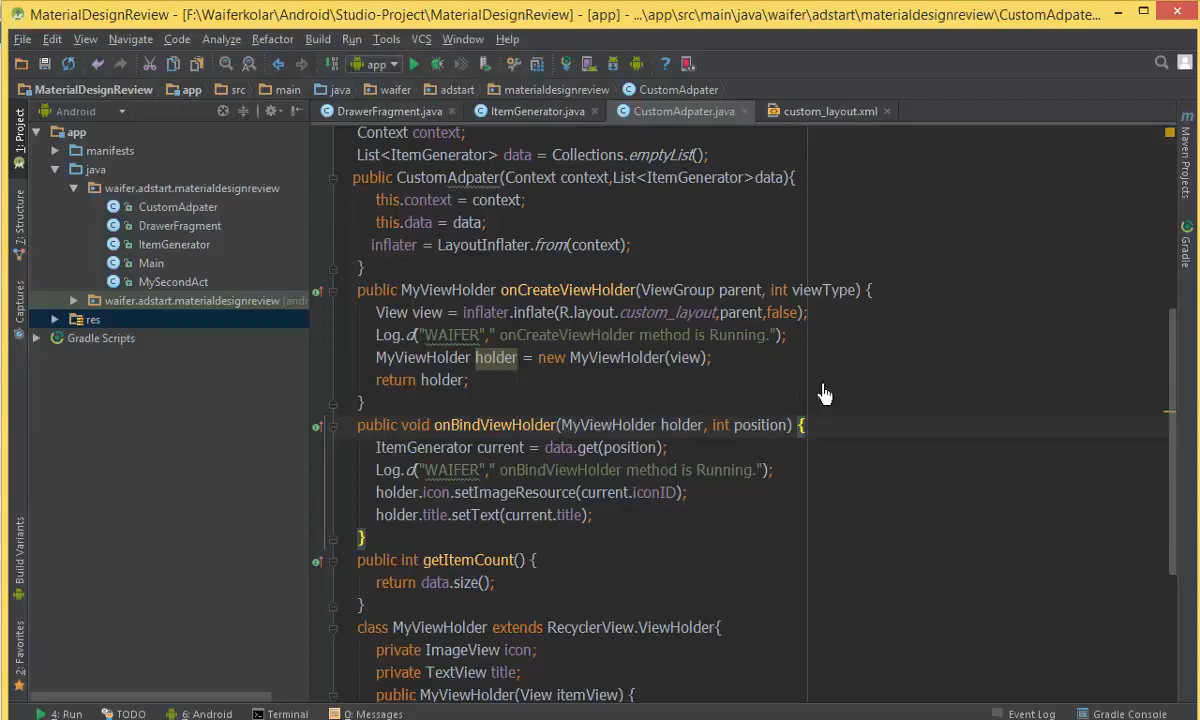 MaterialDesignReview - [F:\Waiferkolar\Android\Studio-Project\MaterialDesignReview] - [app] - ...\app\src\main\java\waifer\adstart\materialdesignreview\CustomAdpate...
File Edit View Navigate Code Analyze Refactor Build Run Tools VCS Window Help
app
MaterialDesignReview app src main java waifer adstart materialdesignreview CustomAdpater
Android DrawerFragment.java ItemGenerator.java CustomAdpater.java custom_layout.xml
1: Project
7: Structure
Captures
Build Variants
2: Favorites
app
manifests
java
waifer.adstart.materialdesignreview
CustomAdpater
DrawerFragment
ItemGenerator
Main
MySecondAct
waifer.adstart.materialdesignreview (andr
res
Gradle Scripts
Context context;
List<ItemGenerator> data = Collections.emptyList();
public CustomAdpater(Context context,List<ItemGenerator>data){
this.context = context;
this.data = data;
inflater = LayoutInflater.from(context);
}
public MyViewHolder onCreateViewHolder(ViewGroup parent, int viewType) {
View view = inflater.inflate(R.layout.custom_layout,parent,false);
Log.d("WAIFER"," onCreateViewHolder method is Running.");
MyViewHolder holder = new MyViewHolder(view);
return holder;
}
public void onBindViewHolder(MyViewHolder holder, int position) {
ItemGenerator current = data.get(position);
Log.d("WAIFER"," onBindViewHolder method is Running.");
holder.icon.setImageResource(current.iconID);
holder.title.setText(current.title);
}
public int getItemCount() {
return data.size();
}
class MyViewHolder extends RecyclerView.ViewHolder{
private ImageView icon;
private TextView title;
public MyViewHolder(View itemView) {
Maven Projects
Gradle
4: Run TODO 6: Android Terminal 0: Messages Event Log Gradle Console